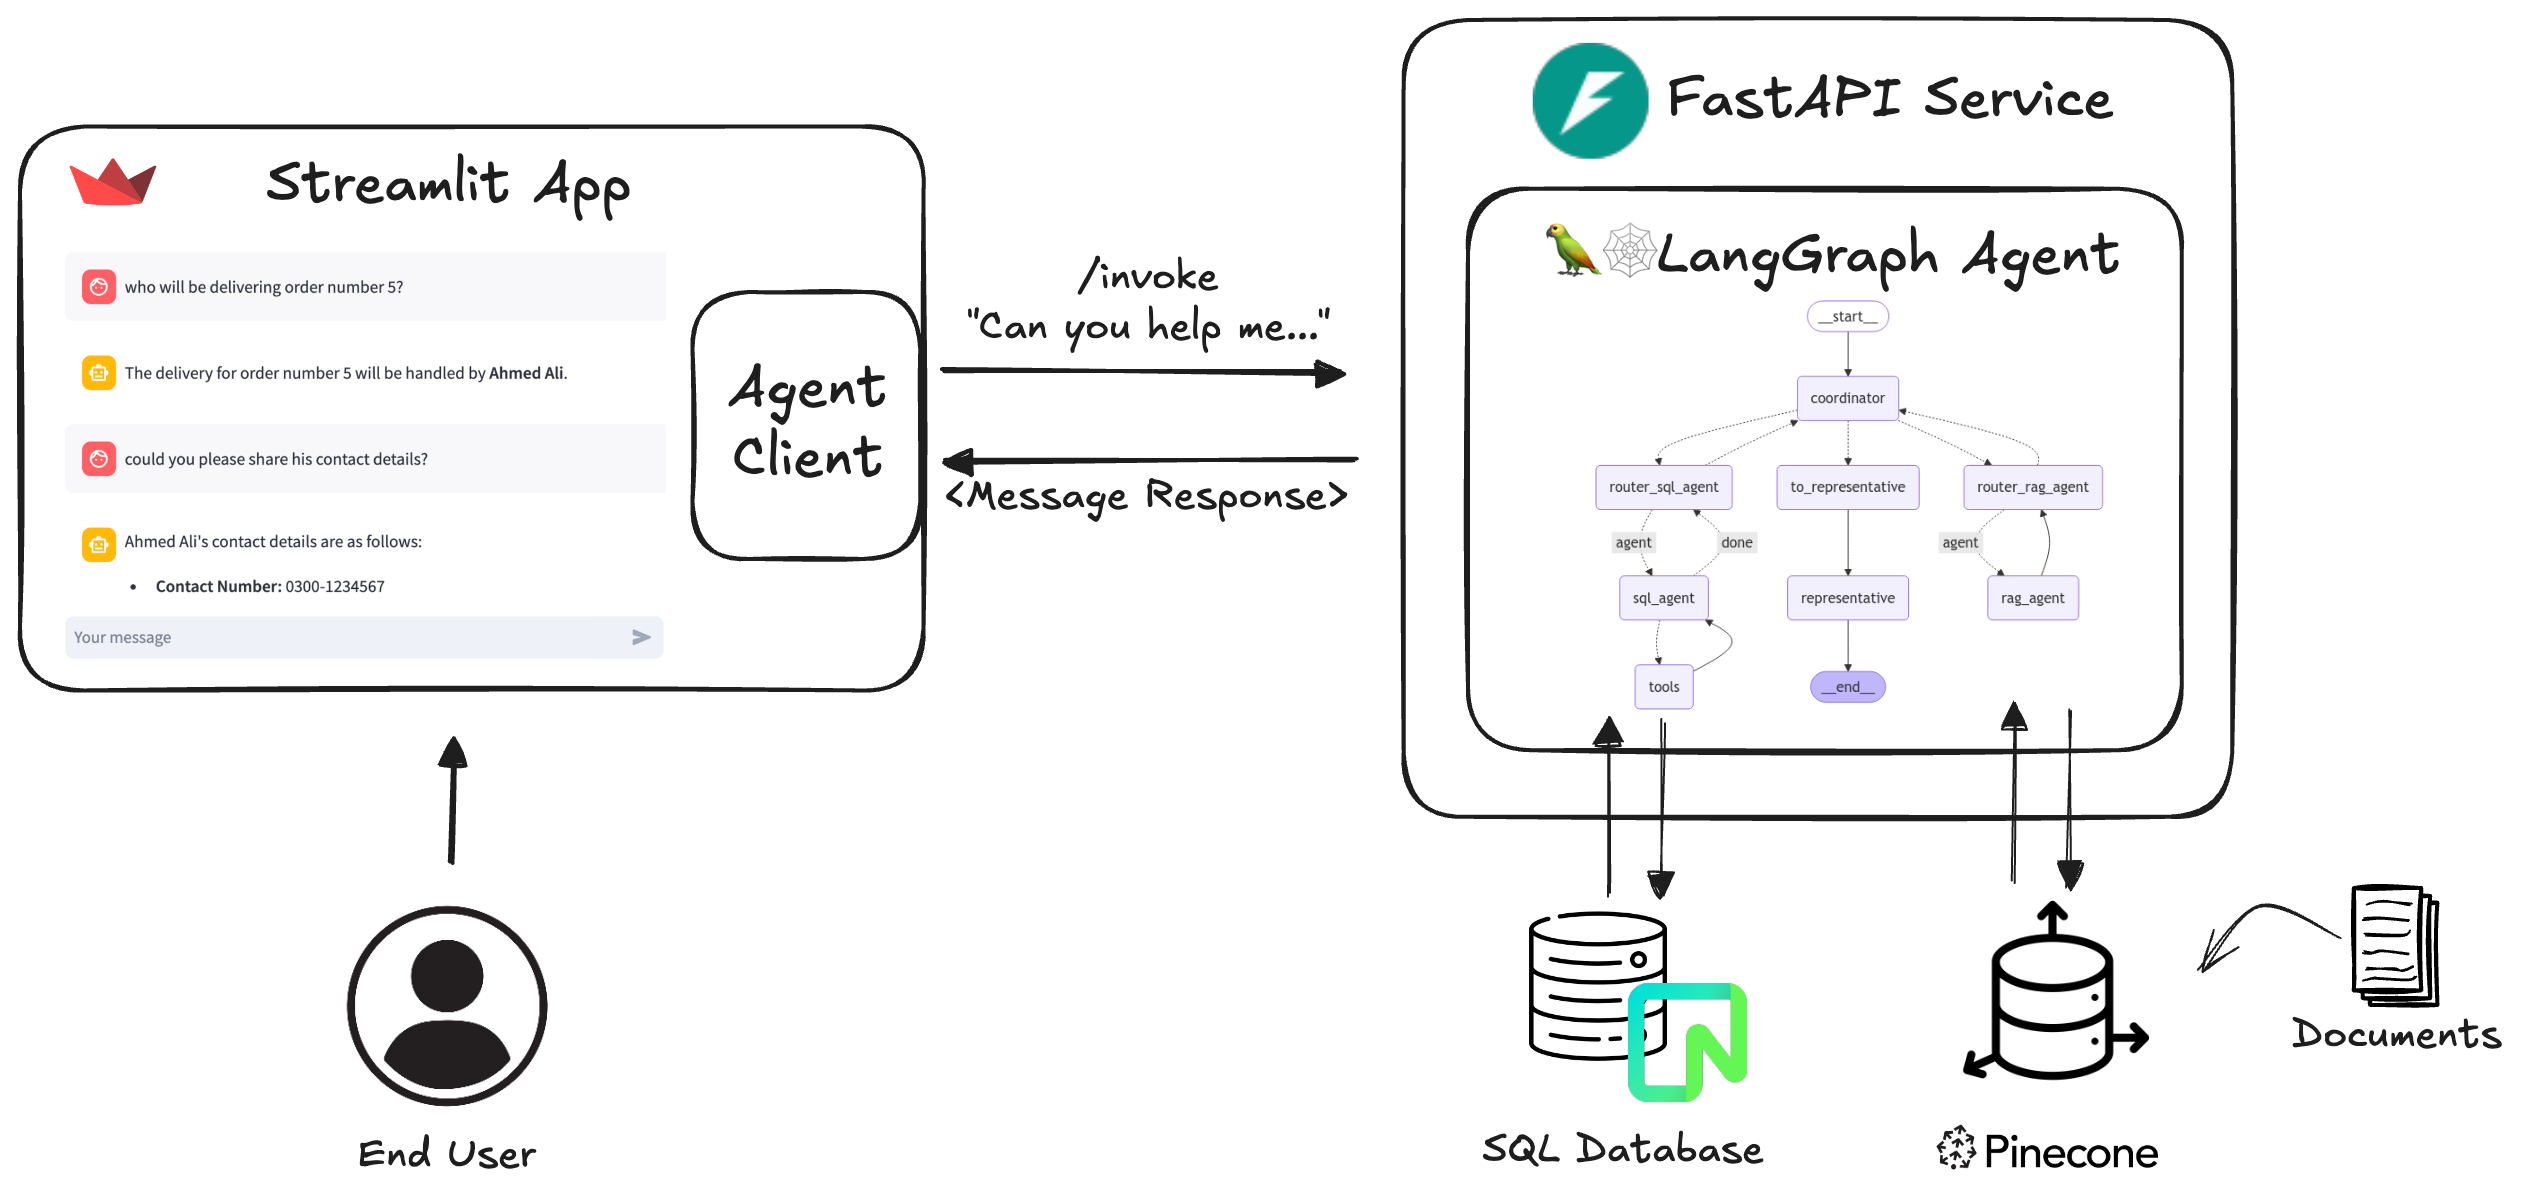 Streamlit App
who will be delivering order number 5?
The delivery for order number 5 will be handled by Ahmed Ali.
could you please share his contact details?
Ahmed Ali's contact details are as follows:
• Contact Number: 0300-1234567
Your message
Agent
Client
End User
/invoke
"Can you help me..."
<Message Response>
FastAPI Service
LangGraph Agent
__start__
coordinator
router_sql_agent
to_representative
router_rag_agent
agent
done
agent
sql_agent
representative
rag_agent
tools
__end__
SQL Database
Pinecone
Documents